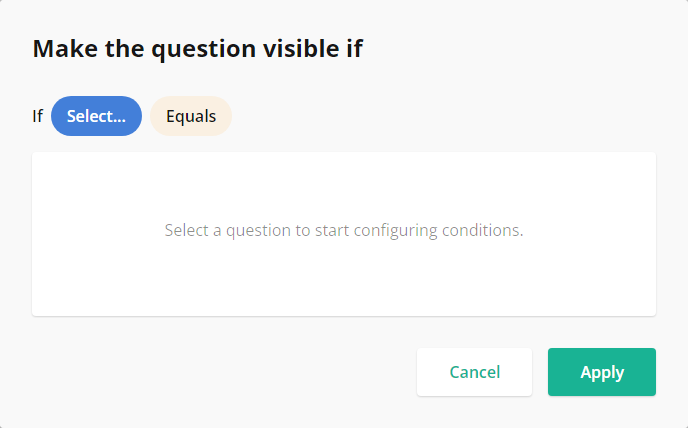 Make the question visible if
If Select... Equals
Select a question to start configuring conditions.
Cancel Apply